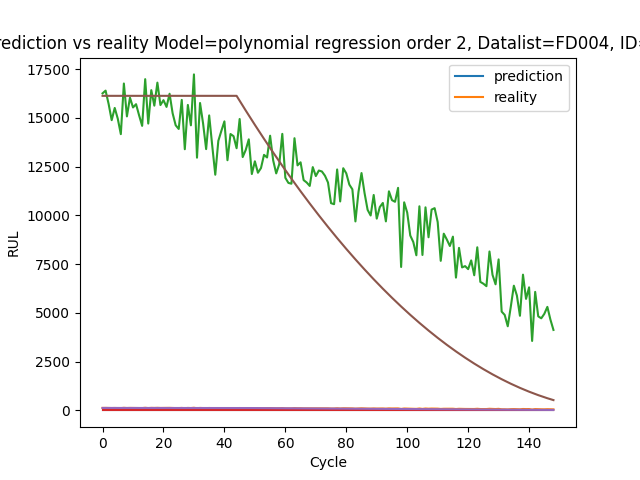 rediction vs reality Model=polynomial regression order 2, Datalist=FD004, ID=
17500
15000
12500
10000
7500
5000
2500
0
RUL
0 20 40 60 80 100 120 140
Cycle
prediction
reality